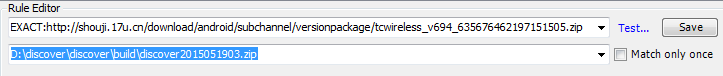 Rule Editor
EXACT:http://shouji.17u.cn/download/android/subchannel/versionpackage/tcwireless_v694_635676462197151505.zip Test... Save
D:\discover\discover\build\discover2015051903.zip Match only once